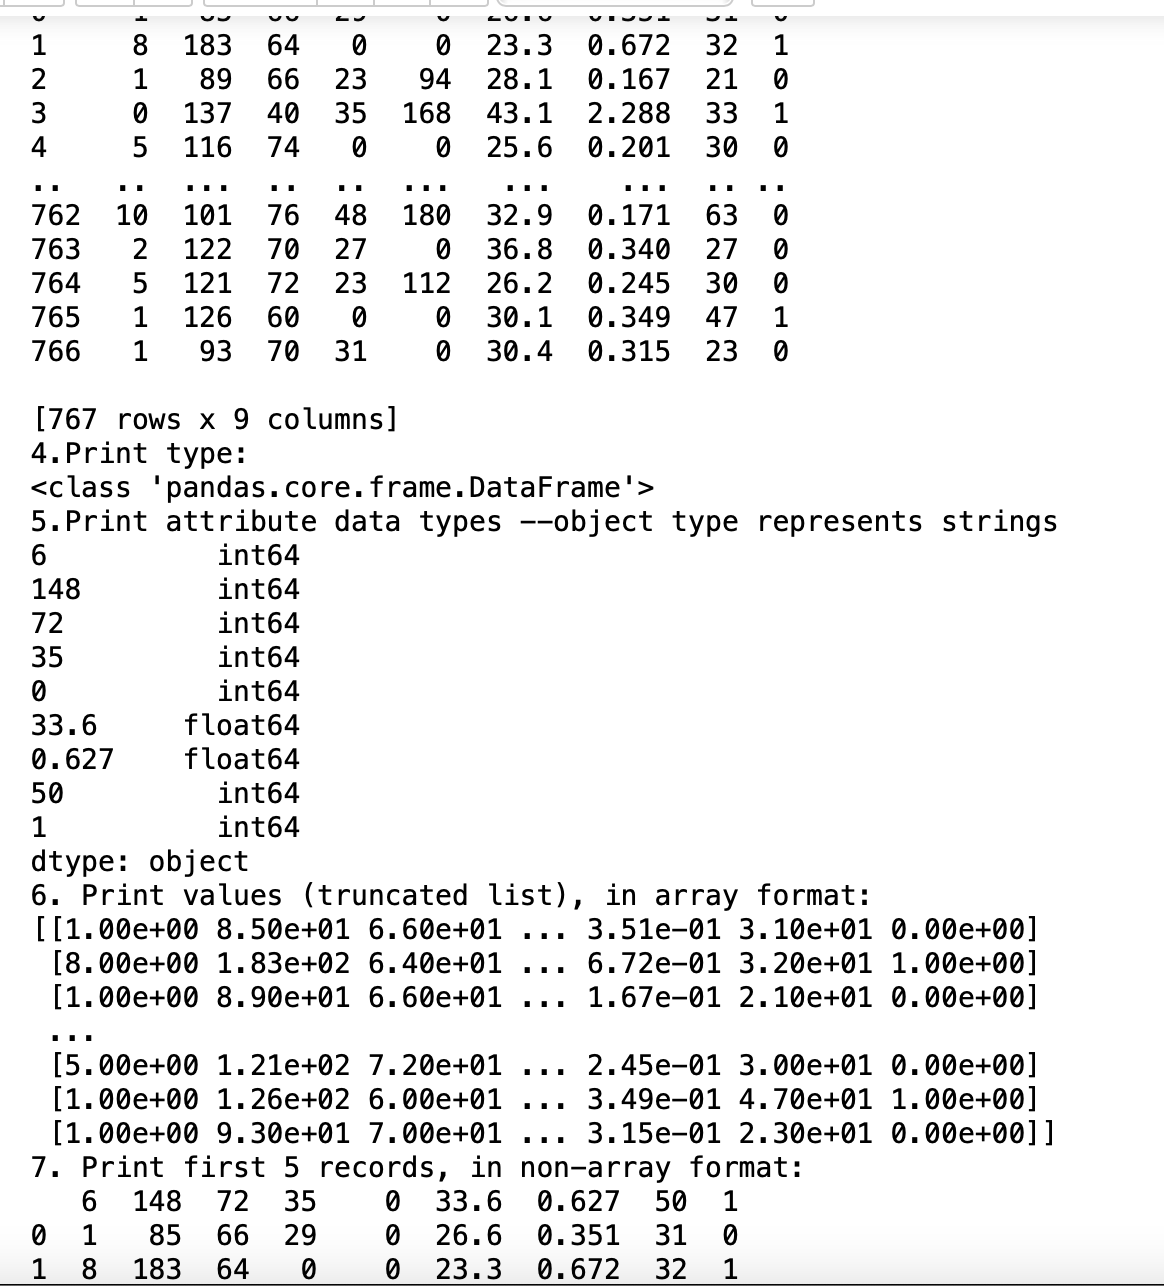 0 1 85 66 29 0 26.6 0.351 31 0
1 8 183 64 0 0 23.3 0.672 32 1
2 1 89 66 23 94 28.1 0.167 21 0
3 0 137 40 35 168 43.1 2.288 33 1
4 5 116 74 0 0 25.6 0.201 30 0
.. .. ... .. .. ... ... ... .. ..
762 10 101 76 48 180 32.9 0.171 63 0
763 2 122 70 27 0 36.8 0.340 27 0
764 5 121 72 23 112 26.2 0.245 30 0
765 1 126 60 0 0 30.1 0.349 47 1
766 1 93 70 31 0 30.4 0.315 23 0
[767 rows x 9 columns]
4.Print type:
<class 'pandas.core.frame.DataFrame'>
5.Print attribute data types --object type represents strings
6 int64
148 int64
72 int64
35 int64
0 int64
33.6 float64
0.627 float64
50 int64
1 int64
dtype: object
6. Print values (truncated list), in array format:
[[1.00e+00 8.50e+01 6.60e+01 ... 3.51e-01 3.10e+01 0.00e+00]
[8.00e+00 1.83e+02 6.40e+01 ... 6.72e-01 3.20e+01 1.00e+00]
[1.00e+00 8.90e+01 6.60e+01 ... 1.67e-01 2.10e+01 0.00e+00]
...
[5.00e+00 1.21e+02 7.20e+01 ... 2.45e-01 3.00e+01 0.00e+00]
[1.00e+00 1.26e+02 6.00e+01 ... 3.49e-01 4.70e+01 1.00e+00]
[1.00e+00 9.30e+01 7.00e+01 ... 3.15e-01 2.30e+01 0.00e+00]]
7. Print first 5 records, in non-array format:
6 148 72 35 0 33.6 0.627 50 1
0 1 85 66 29 0 26.6 0.351 31 0
1 8 183 64 0 0 23.3 0.672 32 1